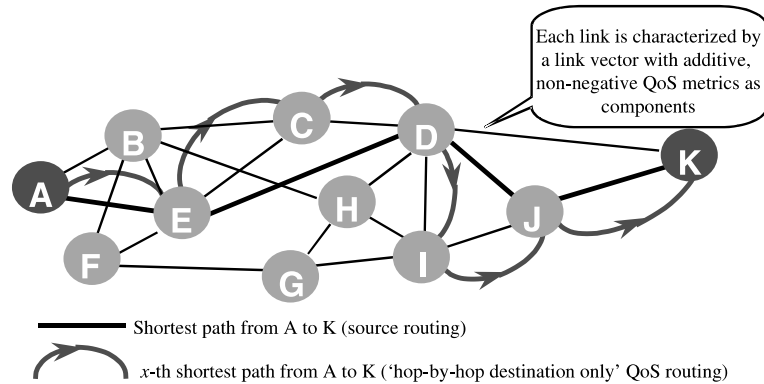 Each link is characterized by
a link vector with additive,
non-negative QoS metrics as
components
C
B
D
K
A
E
H
J
F
G
I
Shortest path from A to K (source routing)
x-th shortest path from A to K (‘hop-by-hop destination only’ QoS routing)